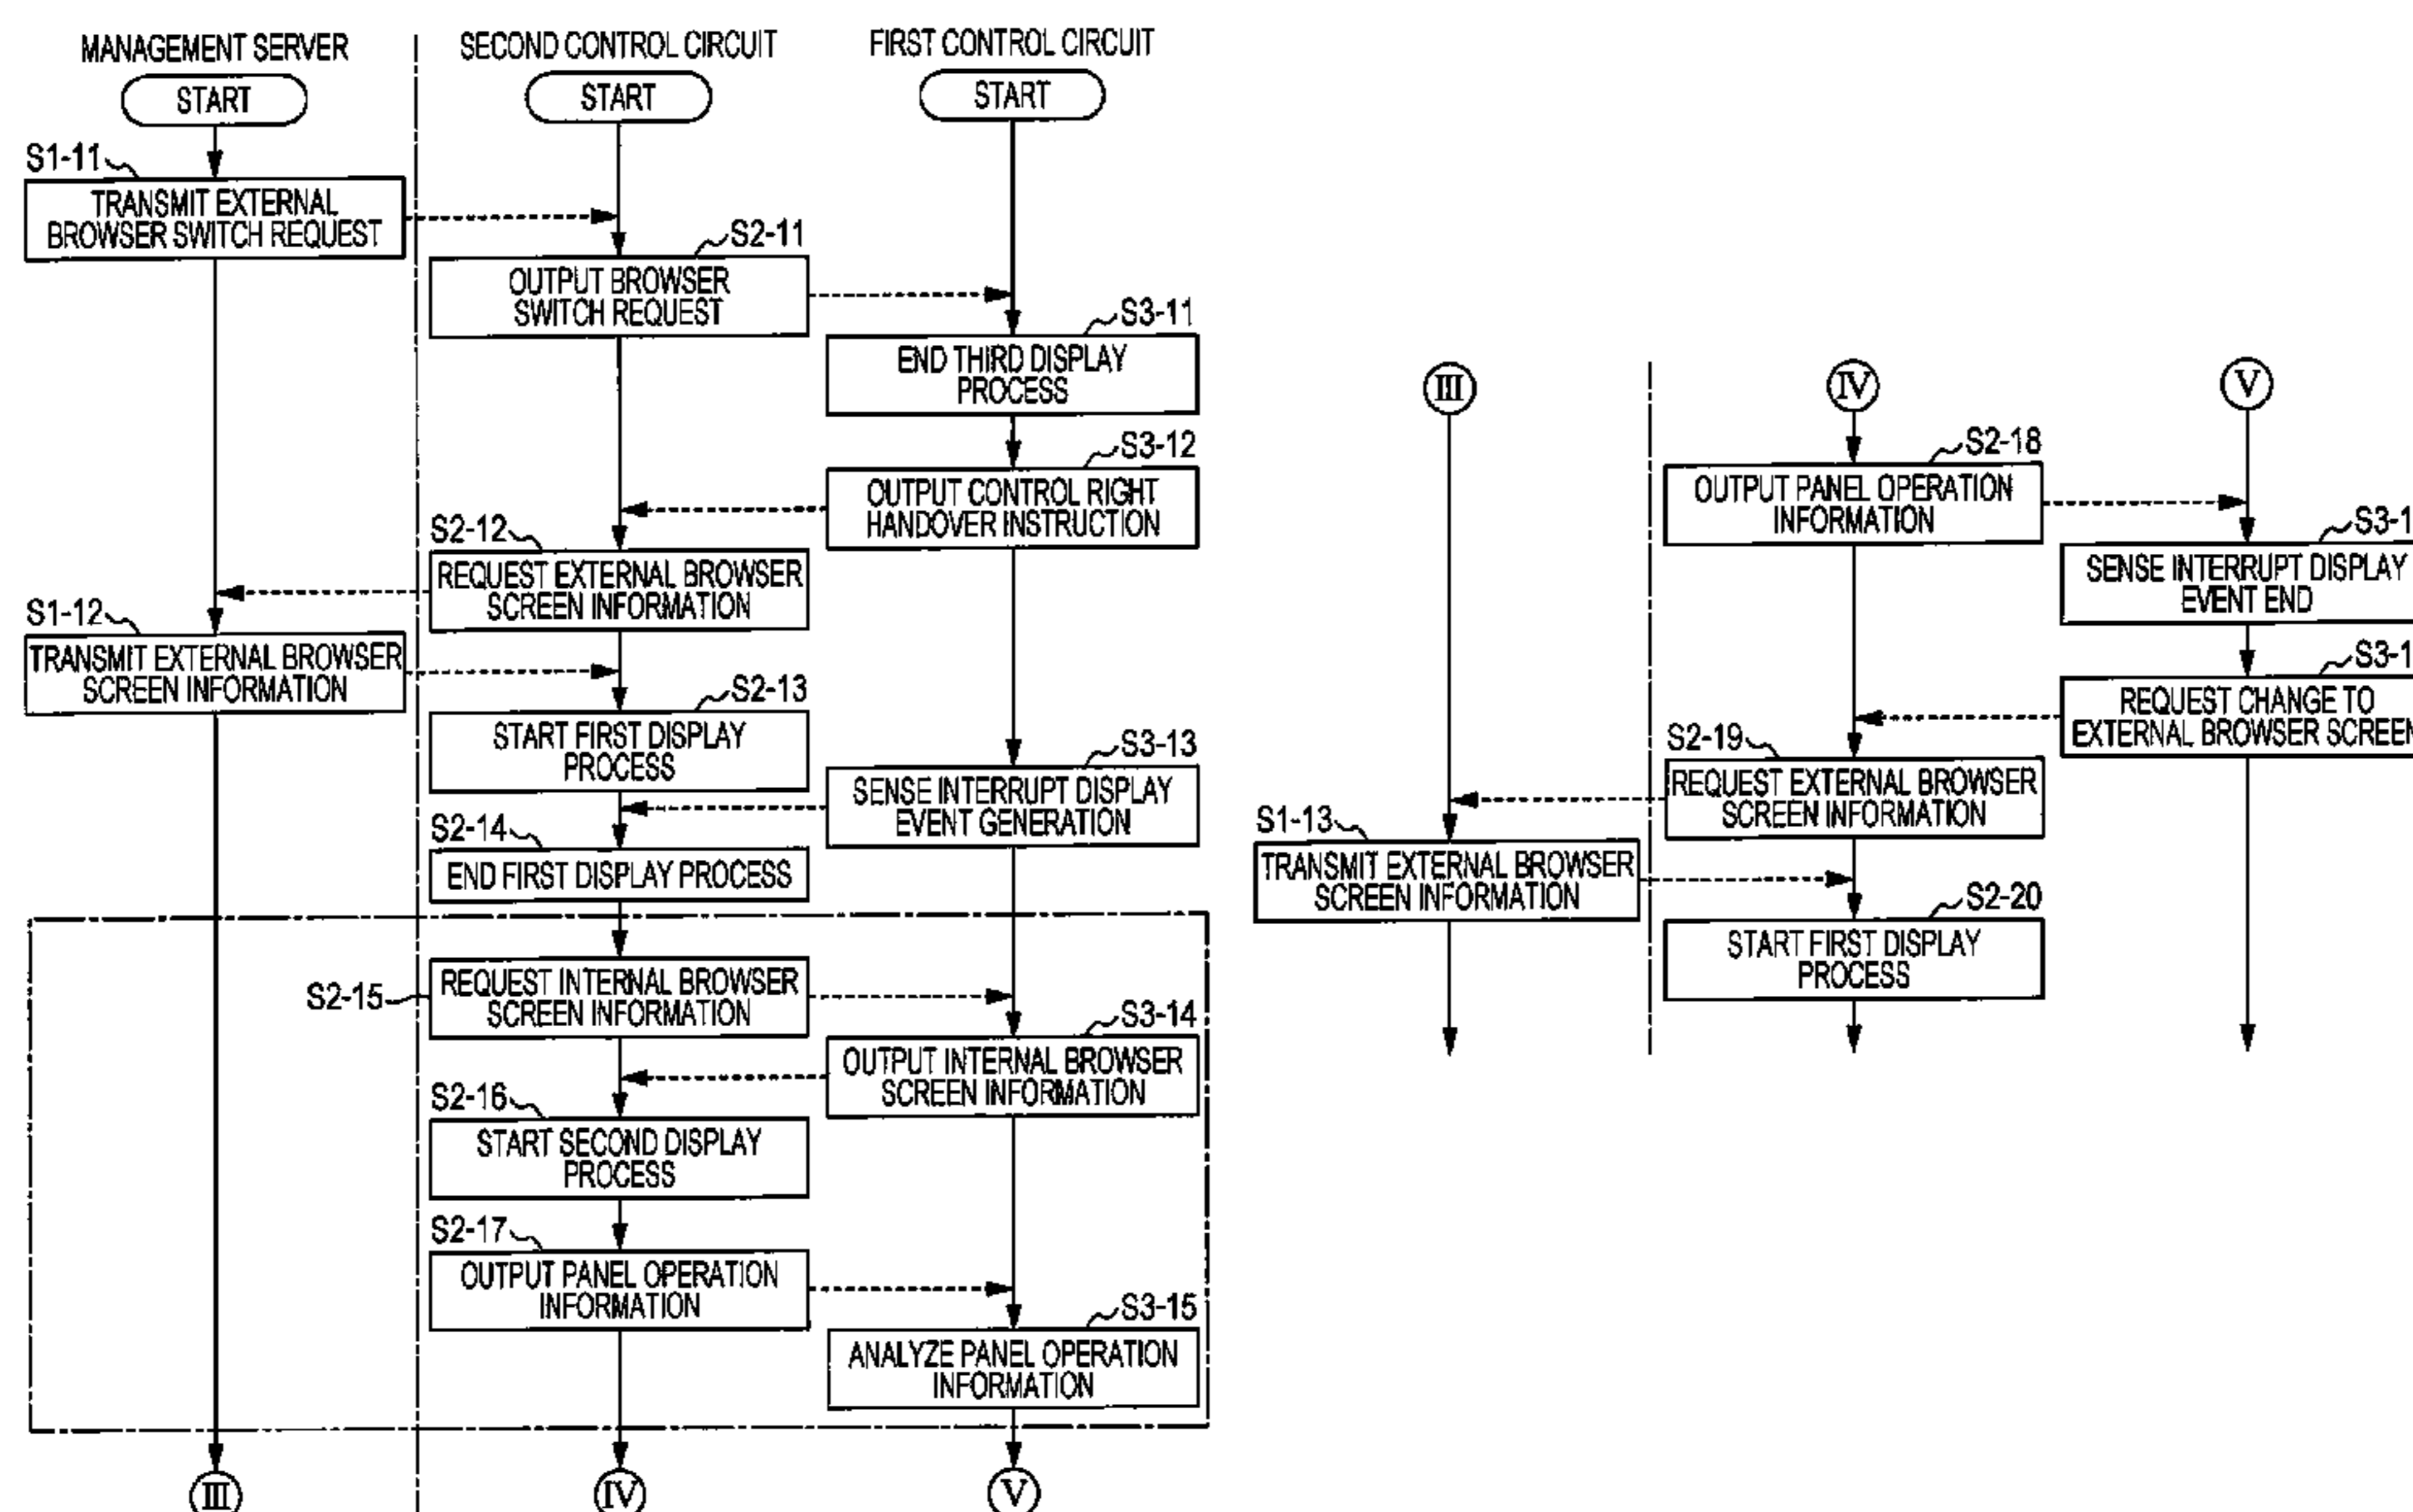 MANAGEMENT SERVER
SECOND CONTROL CIRCUIT
FIRST CONTROL CIRCUIT
START
START
START
S1-11
TRANSMIT EXTERNAL
BROWSER SWITCH REQUEST
S2-11
OUTPUT BROWSER
SWITCH REQUEST
S3-11
END THIRD DISPLAY
PROCESS
S3-12
OUTPUT CONTROL RIGHT
HANDOVER INSTRUCTION
S2-12
REQUEST EXTERNAL BROWSER
SCREEN INFORMATION
S1-12
TRANSMIT EXTERNAL BROWSER
SCREEN INFORMATION
S2-13
START FIRST DISPLAY
PROCESS
S3-13
SENSE INTERRUPT DISPLAY
EVENT GENERATION
S2-14
END FIRST DISPLAY PROCESS
S2-15
REQUEST INTERNAL BROWSER
SCREEN INFORMATION
S3-14
OUTPUT INTERNAL BROWSER
SCREEN INFORMATION
S2-16
START SECOND DISPLAY
PROCESS
S2-17
OUTPUT PANEL OPERATION
INFORMATION
S3-15
ANALYZE PANEL OPERATION
INFORMATION
III
IV
V
III
IV
V
S2-18
OUTPUT PANEL OPERATION
INFORMATION
S3-1
SENSE INTERRUPT DISPLAY
EVENT END
S3-1
REQUEST CHANGE TO
EXTERNAL BROWSER SCREEN
S2-19
REQUEST EXTERNAL BROWSER
SCREEN INFORMATION
S1-13
TRANSMIT EXTERNAL BROWSER
SCREEN INFORMATION
S2-20
START FIRST DISPLAY
PROCESS